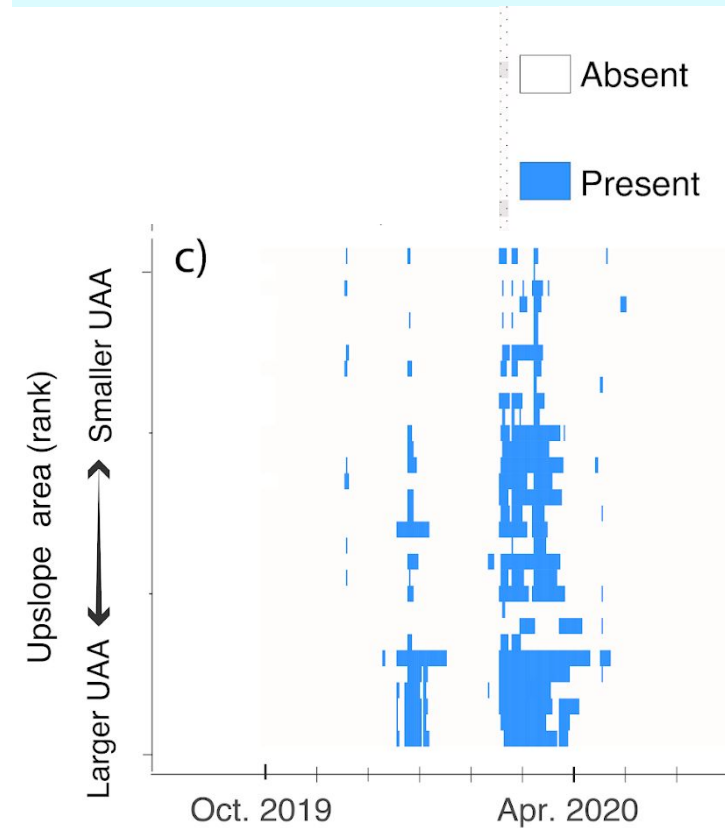 Absent
Present
c)
Upslope area (rank)
Smaller UAA
Larger UAA
Oct. 2019
Apr. 2020